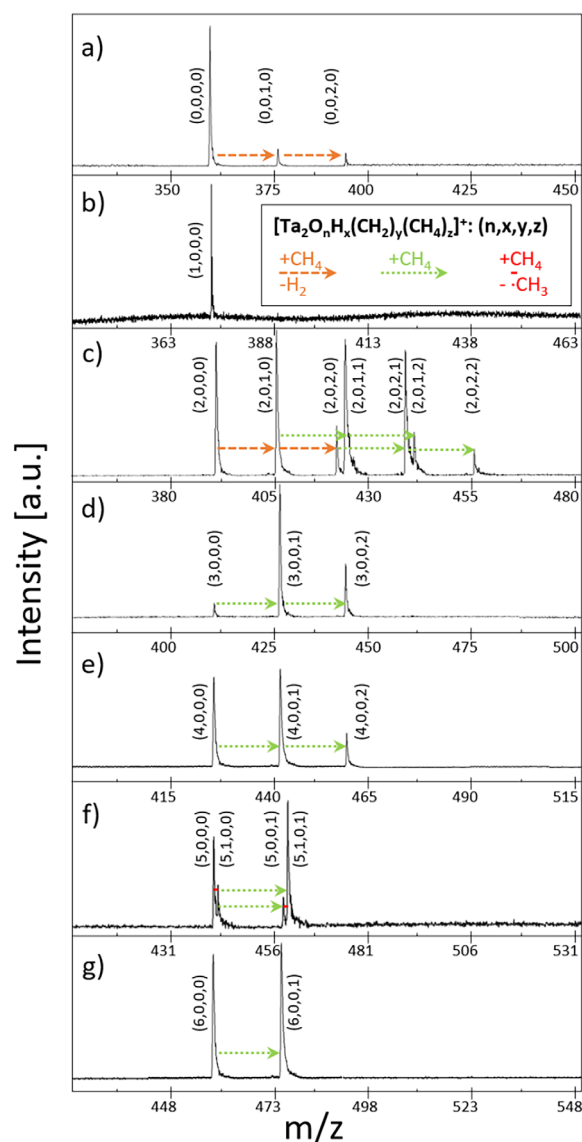 a)
(0,0,0,0)
(0,0,1,0)
(0,0,2,0)
350 375 400 425 450
b)
(1,0,0,0)
[Ta₂OₙHₓ(CH₂)ᵧ(CH₄)z]⁺: (n,x,y,z)
+CH₄ +CH₄ +CH₄
-H₂ - ·CH₃
363 388 413 438 463
c)
(2,0,0,0)
(2,0,1,0)
(2,0,2,0)
(2,0,1,1)
(2,0,2,1)
(2,0,1,2)
(2,0,2,2)
380 405 430 455 480
d)
(3,0,0,0)
(3,0,0,1)
(3,0,0,2)
400 425 450 475 500
e)
(4,0,0,0)
(4,0,0,1)
(4,0,0,2)
415 440 465 490 515
f)
(5,0,0,0)
(5,1,0,0)
(5,0,0,1)
(5,1,0,1)
431 456 481 506 531
g)
(6,0,0,0)
(6,0,0,1)
448 473 498 523 548
m/z
Intensity [a.u.]